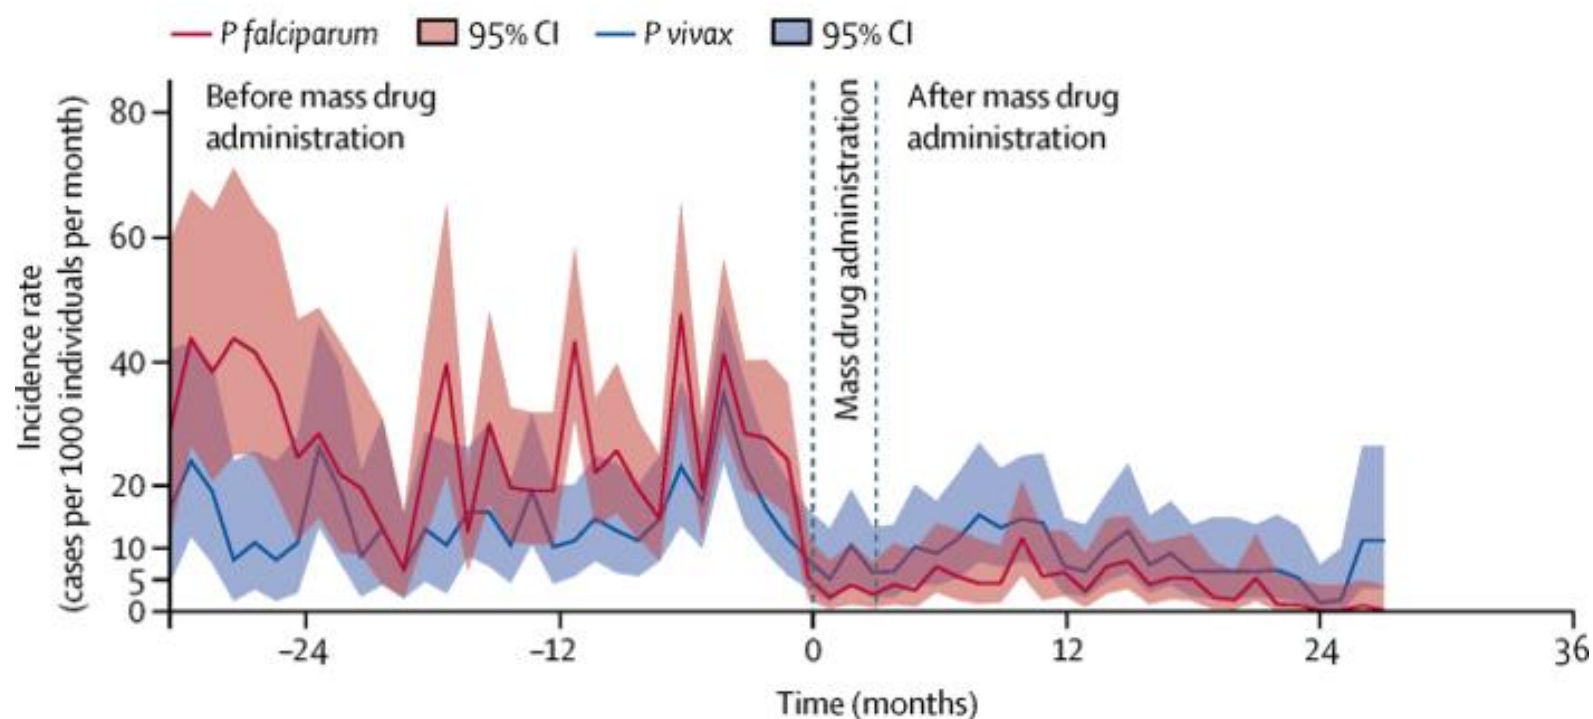 P falciparum 95% CI P vivax 95% CI
Before mass drug
administration
Mass drug administration
After mass drug
administration
Incidence rate
(cases per 1000 individuals per month)
80
60
40
20
10
5
0
−24 −12 0 12 24 36
Time (months)